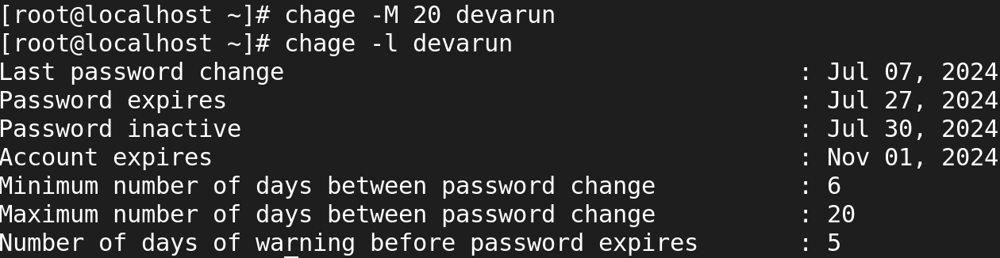 [root@localhost ~]# chage -M 20 devarun
[root@localhost ~]# chage -l devarun
Last password change : Jul 07, 2024
Password expires : Jul 27, 2024
Password inactive : Jul 30, 2024
Account expires : Nov 01, 2024
Minimum number of days between password change : 6
Maximum number of days between password change : 20
Number of days of warning before password expires : 5